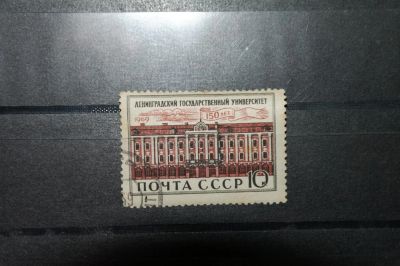 ЛЕНИНГРАДСКИЙ ГОСУДАРСТВЕННЫЙ УНИВЕРСИТЕТ
1969 150 ЛЕТ
ПОЧТА СССР 10